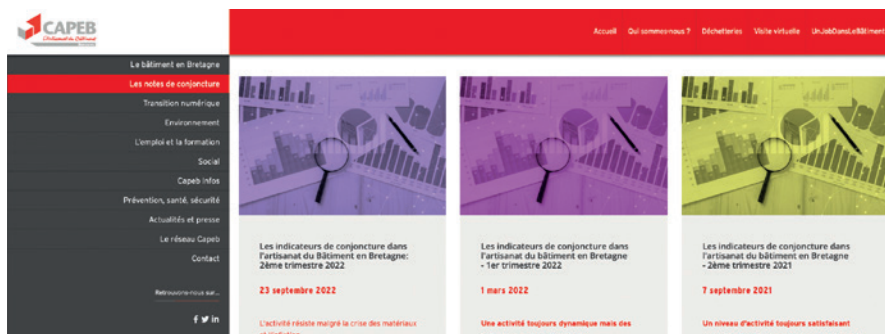 CAPEB
L'Artisanat du Bâtiment
Accueil Qui sommes-nous ? Déchetteries Visite virtuelle UnJobDansLeBâtiment
Le bâtiment en Bretagne
Les notes de conjoncture
Transition numérique
Environnement
L'emploi et la formation
Social
Capeb Infos
Prévention, santé, sécurité
Actualités et presse
Le réseau Capeb
Contact
Retrouvons-nous sur...
Les indicateurs de conjoncture dans
l'artisanat du Bâtiment en Bretagne:
2ème trimestre 2022
23 septembre 2022
L'activité résiste malgré la crise des matériaux
Les indicateurs de conjoncture dans
l'artisanat du bâtiment en Bretagne
- 1er trimestre 2022
1 mars 2022
Une activité toujours dynamique mais des
Les indicateurs de conjoncture dans
l'artisanat du bâtiment en Bretagne
- 2ème trimestre 2021
7 septembre 2021
Un niveau d'activité toujours satisfaisant